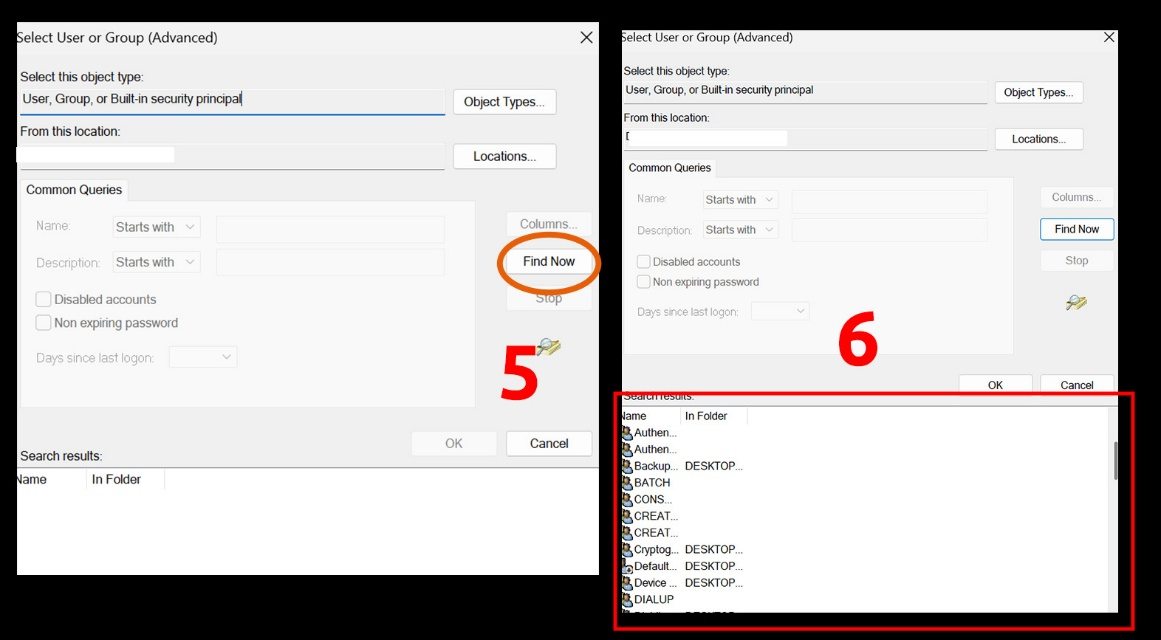 Select User or Group (Advanced)
Select this object type:
User, Group, or Built-in security principal
Object Types...
From this location:
Locations...
Common Queries
Name:
Starts with
Columns...
Description:
Starts with
Find Now
Disabled accounts
Stop
Non expiring password
Days since last logon:
5
OK
Cancel
Search results:
Name
In Folder
Select User or Group (Advanced)
Select this object type:
User, Group, or Built-in security principal
Object Types...
From this location:
Locations...
Common Queries
Name:
Starts with
Columns...
Description:
Starts with
Find Now
Disabled accounts
Stop
Non expiring password
Days since last logon:
6
OK
Cancel
Search results:
Name
In Folder
Authen...
Authen...
Backup... DESKTOP...
BATCH
CONS...
CREAT...
CREAT...
Cryptog... DESKTOP...
Default... DESKTOP...
Device ... DESKTOP...
DIALUP